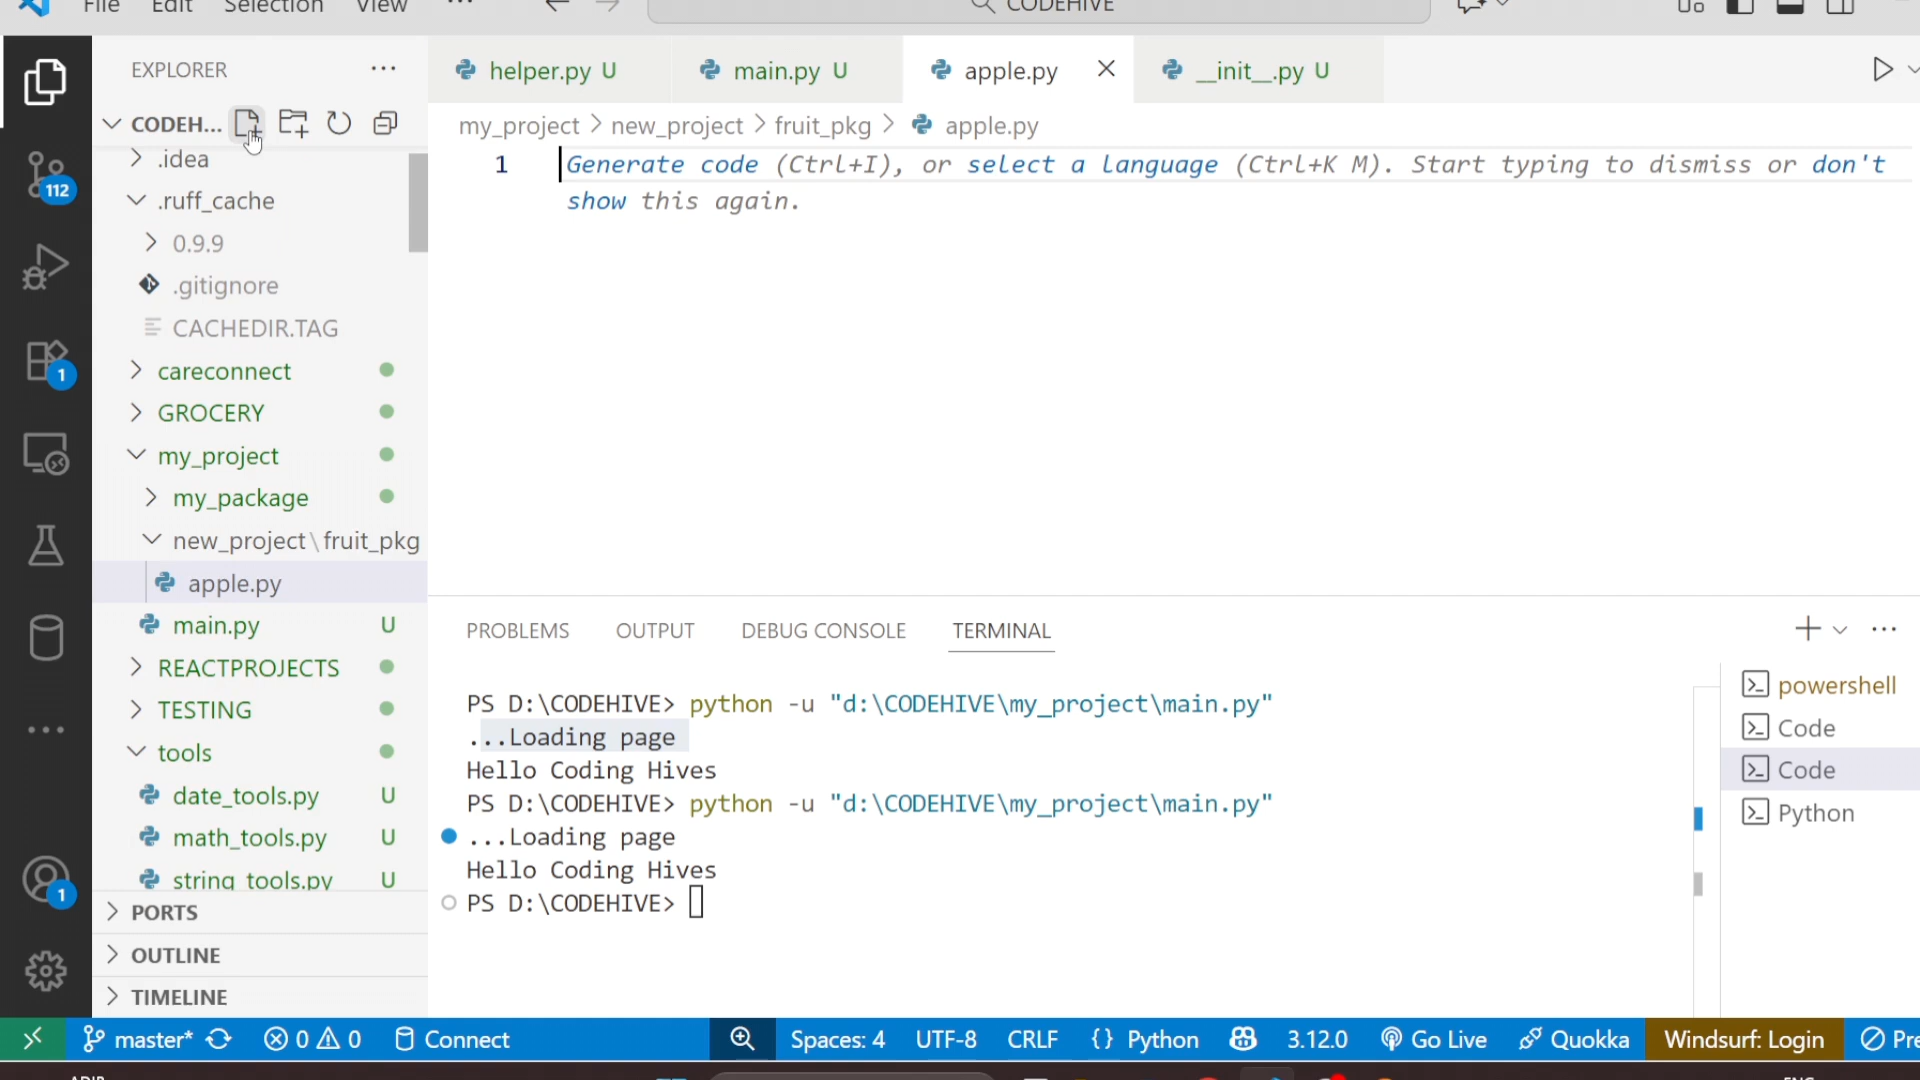 File Edit Selection View ... CODEHIVE
EXPLORER ...
helper.py U main.py U apple.py __init__.py U
CODEH...
my_project > new_project > fruit_pkg > apple.py
.idea
1 Generate code (Ctrl+I), or select a language (Ctrl+K M). Start typing to dismiss or don't
show this again.
.ruff_cache
0.9.9
.gitignore
CACHEDIR.TAG
careconnect
GROCERY
my_project
my_package
new_project\fruit_pkg
apple.py
main.py U
REACTPROJECTS
TESTING
tools
date_tools.py U
math_tools.py U
string_tools.py U
PORTS
OUTLINE
TIMELINE
112
1
1
PROBLEMS OUTPUT DEBUG CONSOLE TERMINAL
PS D:\CODEHIVE> python -u "d:\CODEHIVE\my_project\main.py"
...Loading page
Hello Coding Hives
PS D:\CODEHIVE> python -u "d:\CODEHIVE\my_project\main.py"
...Loading page
Hello Coding Hives
PS D:\CODEHIVE>
powershell
Code
Code
Python
master* 0 0 Connect Spaces: 4 UTF-8 CRLF {} Python 3.12.0 Go Live Quokka Windsurf: Login Pre